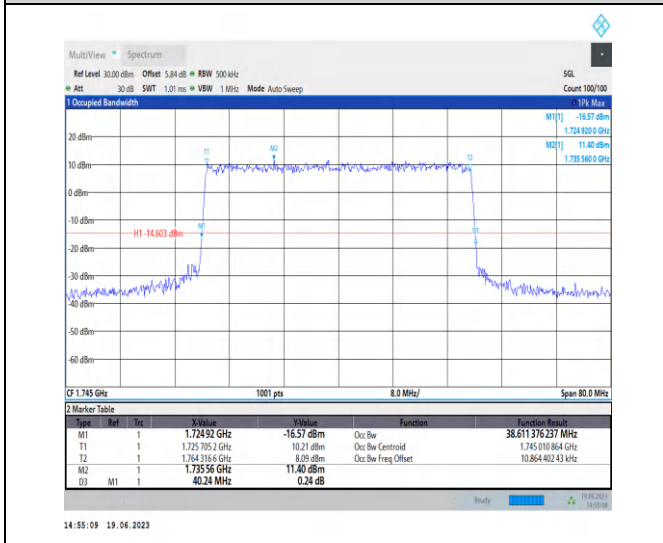 MultiView Spectrum
Ref Level 30.00 dBm Offset 5.84 dB RBW 500 kHz SGL
Att 30 dB SWT 1.01 ms VBW 1 MHz Mode Auto Sweep Count 100/100
1 Occupied Bandwidth 1Pk Max
M1[1] -16.57 dBm
1.724 920 0 GHz
M2[1] 11.40 dBm
1.735 560 0 GHz
20 dBm
T1 M2 T2
10 dBm
0 dBm
-10 dBm
M1
H1 -14.603 dBm
D3
-20 dBm
-30 dBm
-40 dBm
-50 dBm
-60 dBm
CF 1.745 GHz 1001 pts 8.0 MHz/ Span 80.0 MHz
2 Marker Table
Type Ref Trc X-Value Y-Value Function Function Result
M1 1 1.724 92 GHz -16.57 dBm Occ Bw 38.611 376 237 MHz
T1 1 1.725 705 2 GHz 10.21 dBm Occ Bw Centroid 1.745 010 864 GHz
T2 1 1.764 316 6 GHz 8.09 dBm Occ Bw Freq Offset 10.864 402 43 kHz
M2 1 1.735 56 GHz 11.40 dBm
D3 M1 1 40.24 MHz 0.24 dB
Ready 19.06.2023
14:55:08
14:55:09 19.06.2023